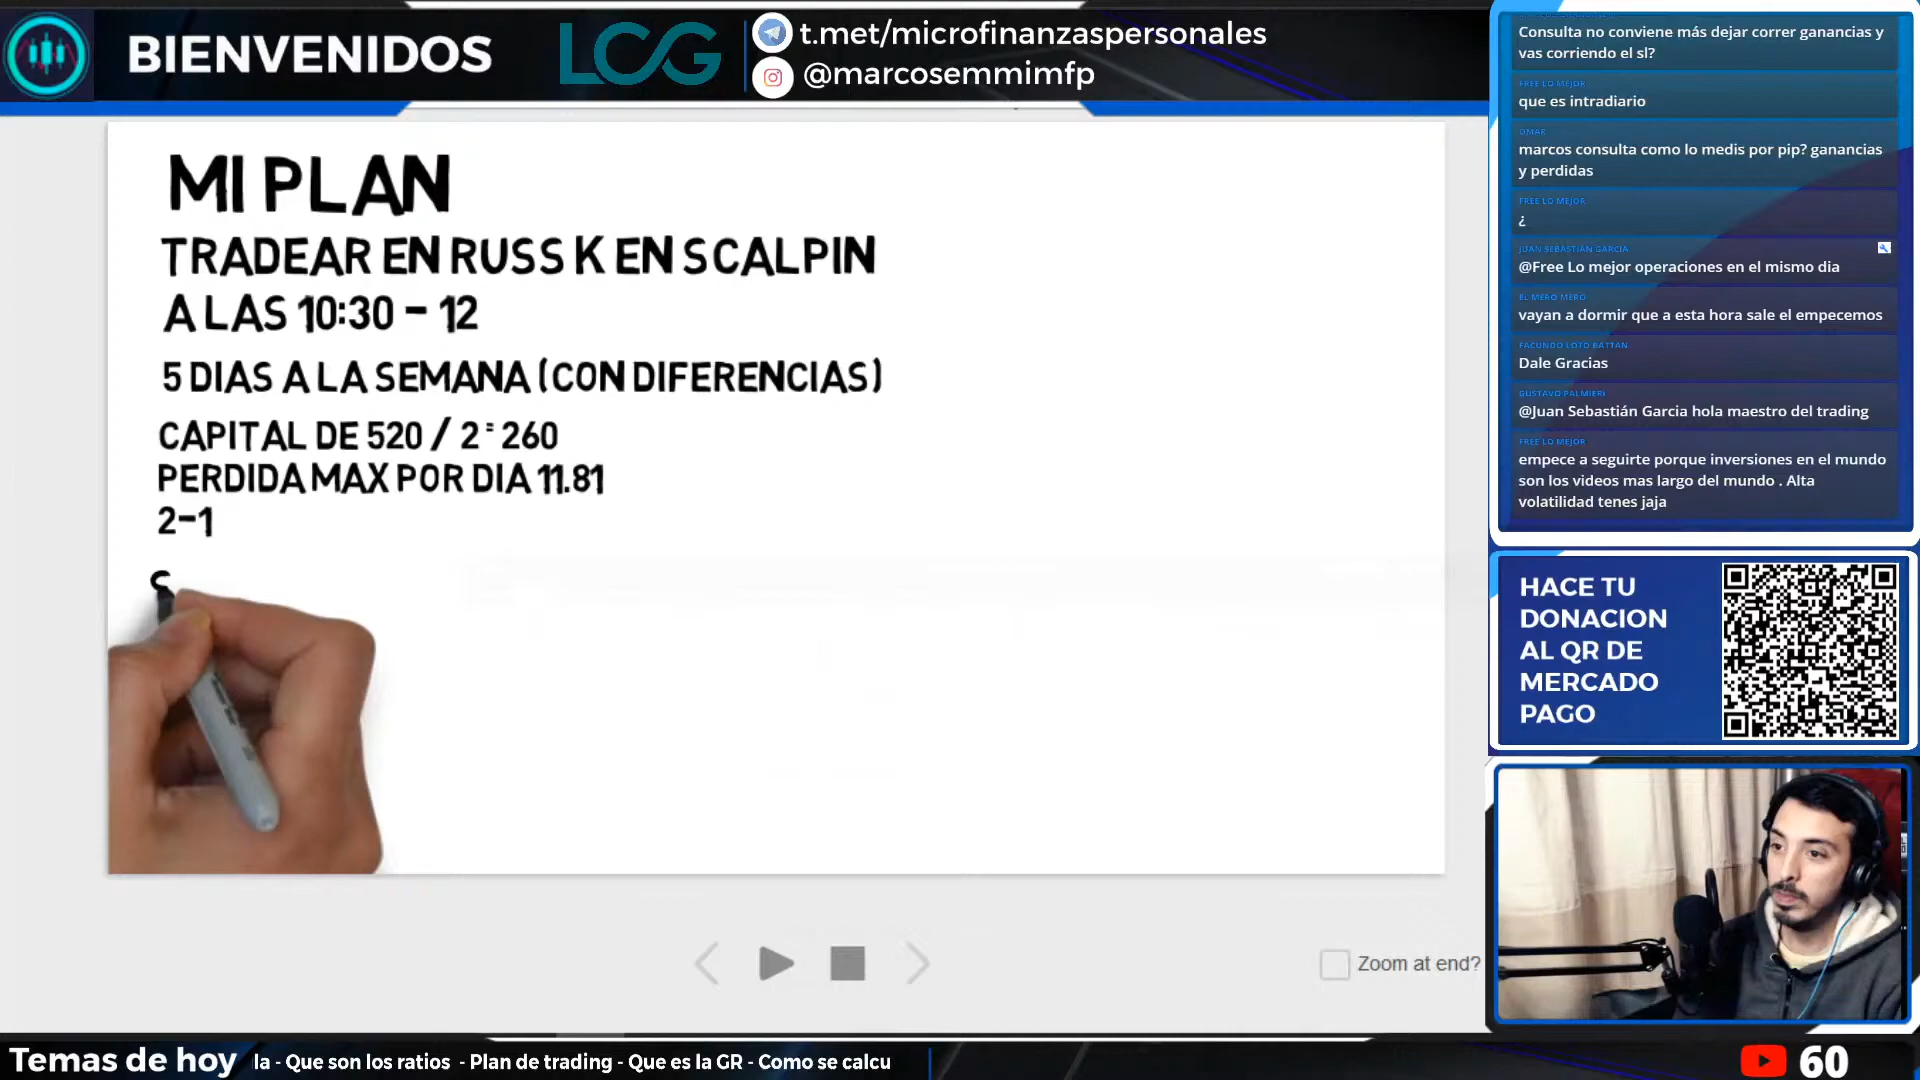 BIENVENIDOS
LCG
t.met/microfinanzaspersonales
@marcosemmimfp
MI PLAN
TRADEAR EN RUSS K EN SCALPIN
A LAS 10:30 - 12
5 DIAS A LA SEMANA (CON DIFERENCIAS)
CAPITAL DE 520 / 2 = 260
PERDIDA MAX POR DIA 11.81
2-1
Zoom at end?
Consulta no conviene más dejar correr ganancias y
vas corriendo el sl?
FREE LO MEJOR
que es intradiario
OMAR
marcos consulta como lo medis por pip? ganancias
y perdidas
FREE LO MEJOR
¿
JUAN SEBASTIÁN GARCIA
@Free Lo mejor operaciones en el mismo dia
EL MERO MERO
vayan a dormir que a esta hora sale el empecemos
FACUNDO LOTO BATTAN
Dale Gracias
GUSTAVO PALMIERI
@Juan Sebastián Garcia hola maestro del trading
FREE LO MEJOR
empece a seguirte porque inversiones en el mundo
son los videos mas largo del mundo . Alta
volatilidad tenes jaja
HACE TU
DONACION
AL QR DE
MERCADO
PAGO
Temas de hoy
la - Que son los ratios - Plan de trading - Que es la GR - Como se calcu
60